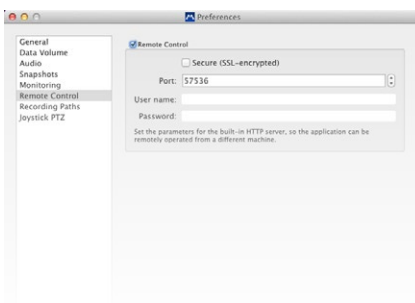 Preferences
General
Data Volume
Audio
Snapshots
Monitoring
Remote Control
Recording Paths
Joystick PTZ
Remote Control
Secure (SSL-encrypted)
Port: 57536
User name:
Password:
Set the parameters for the built-in HTTP server, so the application can be
remotely operated from a different machine.